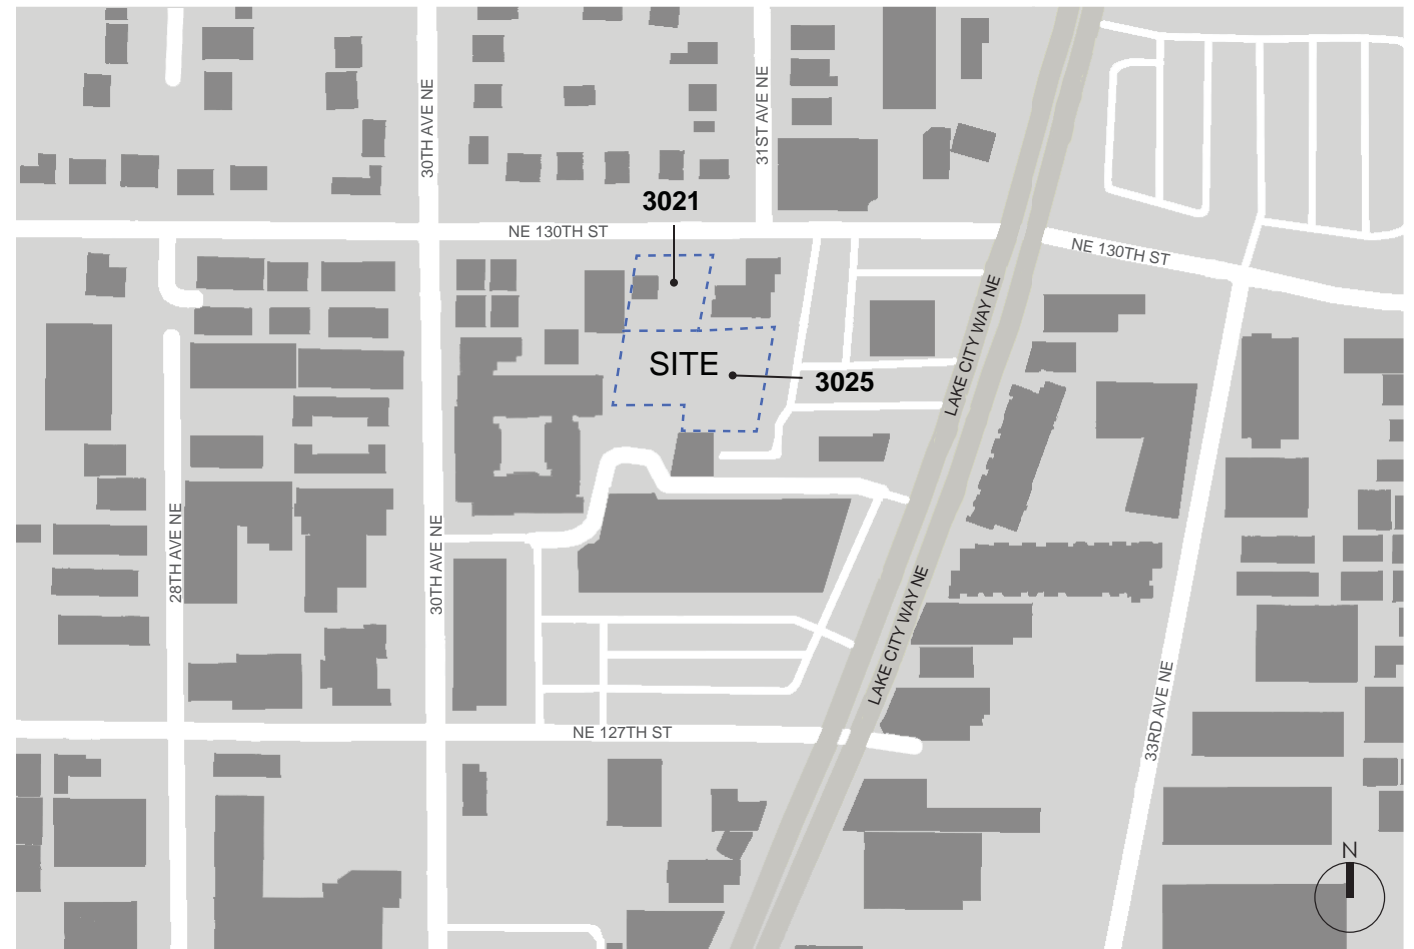 30TH AVE NE
31ST AVE NE
3021
NE 130TH ST
NE 130TH ST
SITE
3025
LAKE CITY WAY NE
28TH AVE NE
30TH AVE NE
LAKE CITY WAY NE
33RD AVE NE
NE 127TH ST
N